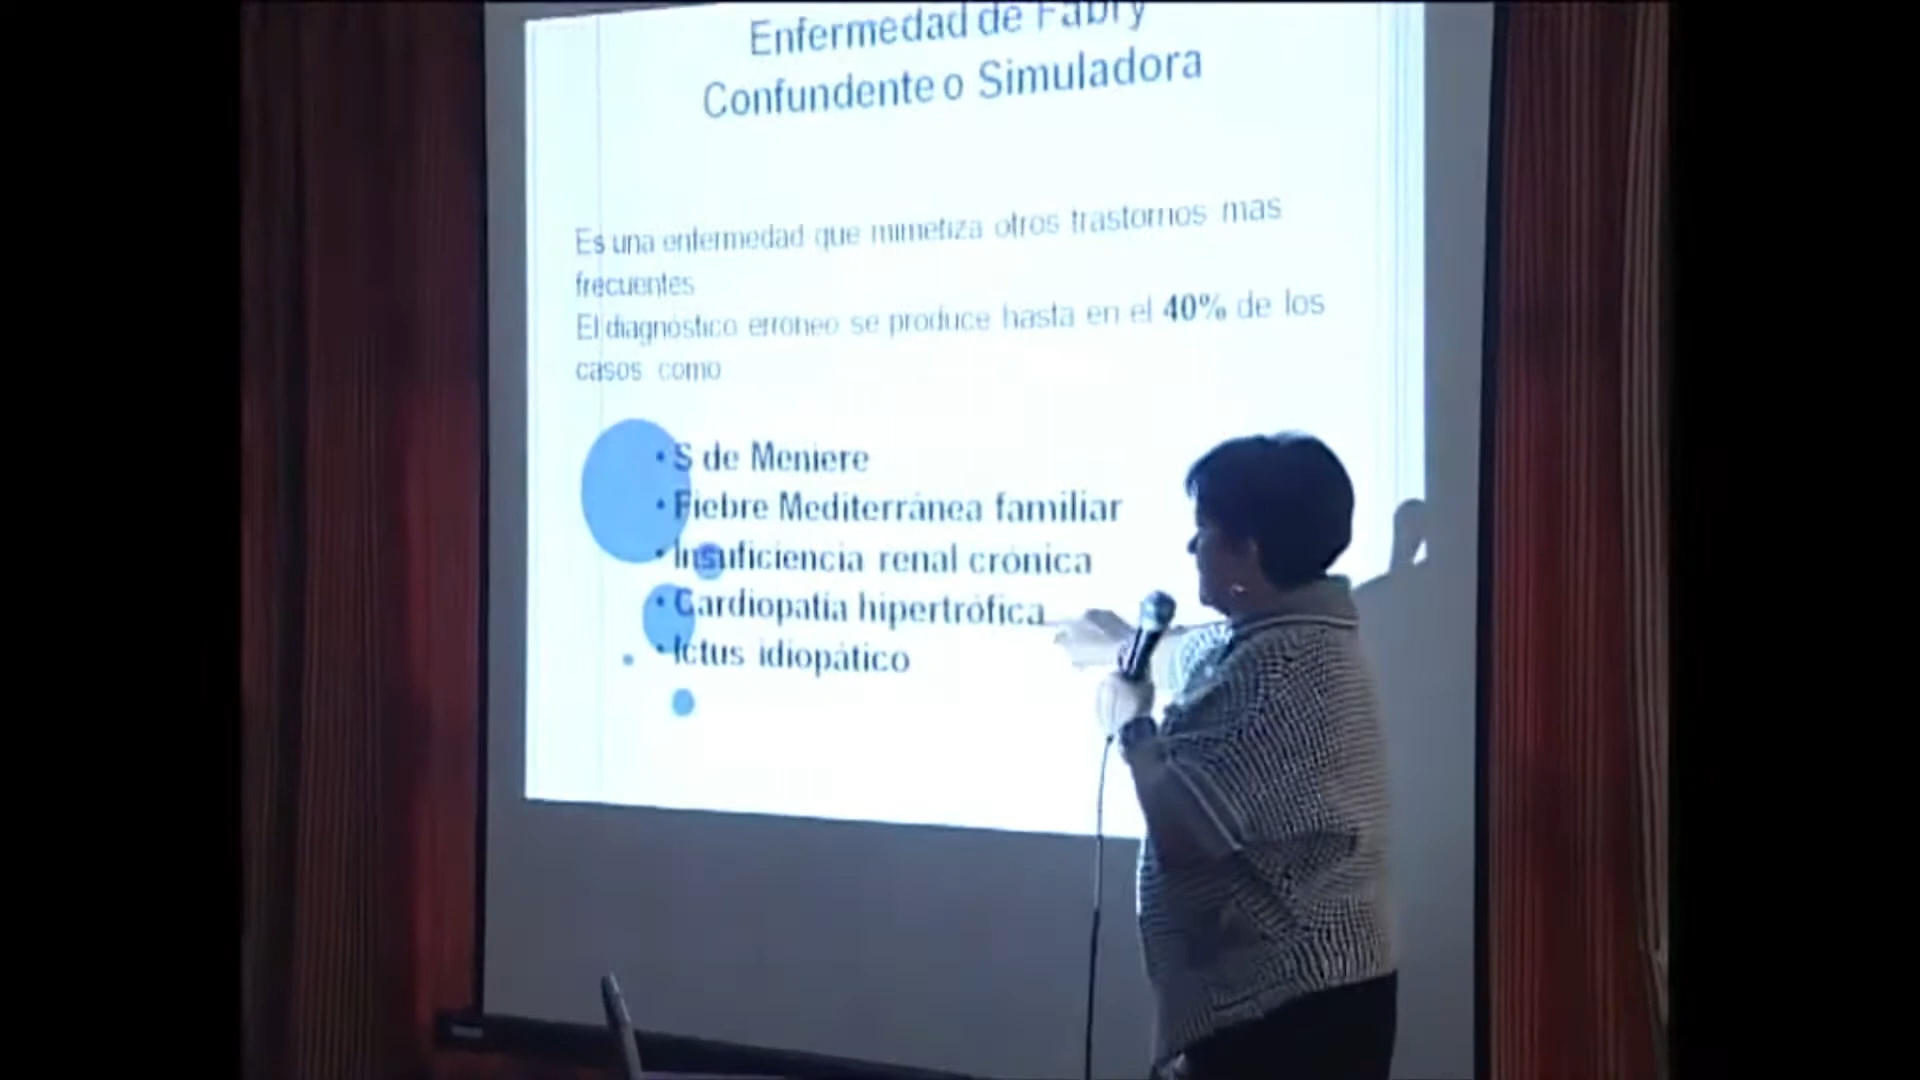 Enfermedad de Fabry
Confundente o Simuladora
Es una enfermedad que mimetiza otros trastornos mas
frecuentes
El diagnóstico erroneo se produce hasta en el 40% de los
casos como
• S de Meniere
• Fiebre Mediterránea familiar
• Insuficiencia renal crónica
• Cardiopatía hipertrófica
• Ictus idiopático